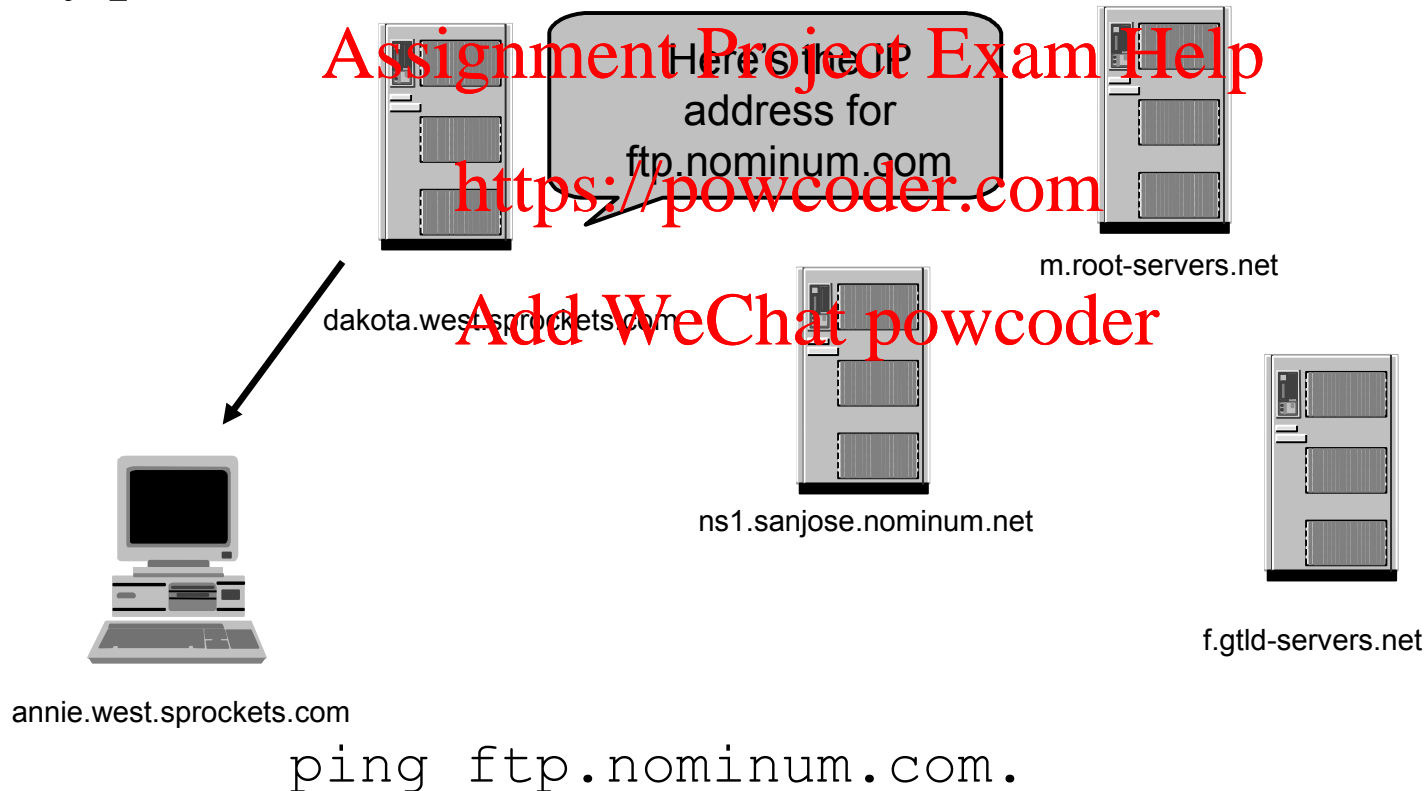 Assignment Project Exam Help
Here's the IP
address for
ftp.nominum.com
https://powcoder.com
m.root-servers.net
dakota.west.sprockets.com
Add WeChat powcoder
ns1.sanjose.nominum.net
f.gtld-servers.net
annie.west.sprockets.com
ping ftp.nominum.com.